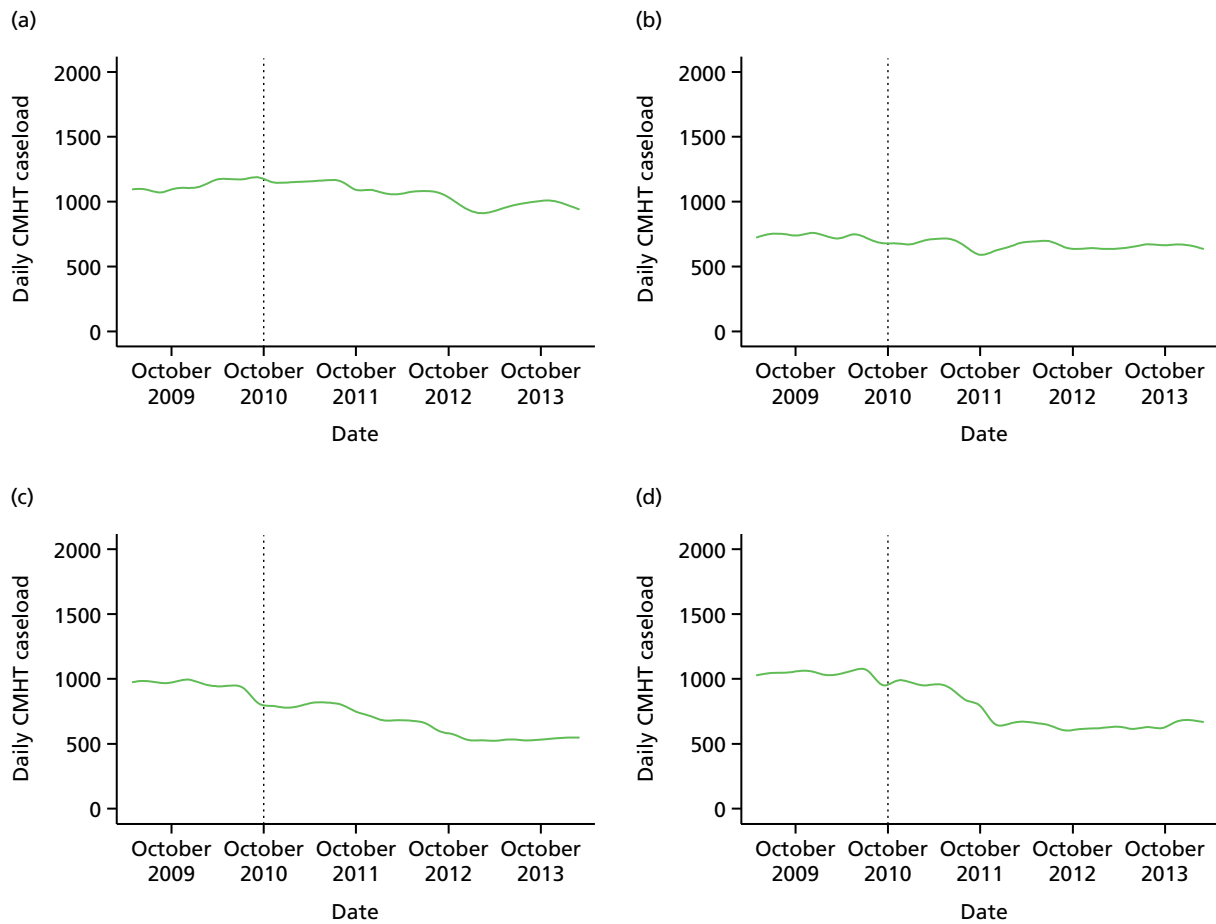 (a)
Daily CMHT caseload
2000
1500
1000
500
0
October 2009
October 2010
October 2011
October 2012
October 2013
Date
(b)
Daily CMHT caseload
2000
1500
1000
500
0
October 2009
October 2010
October 2011
October 2012
October 2013
Date
(c)
Daily CMHT caseload
2000
1500
1000
500
0
October 2009
October 2010
October 2011
October 2012
October 2013
Date
(d)
Daily CMHT caseload
2000
1500
1000
500
0
October 2009
October 2010
October 2011
October 2012
October 2013
Date